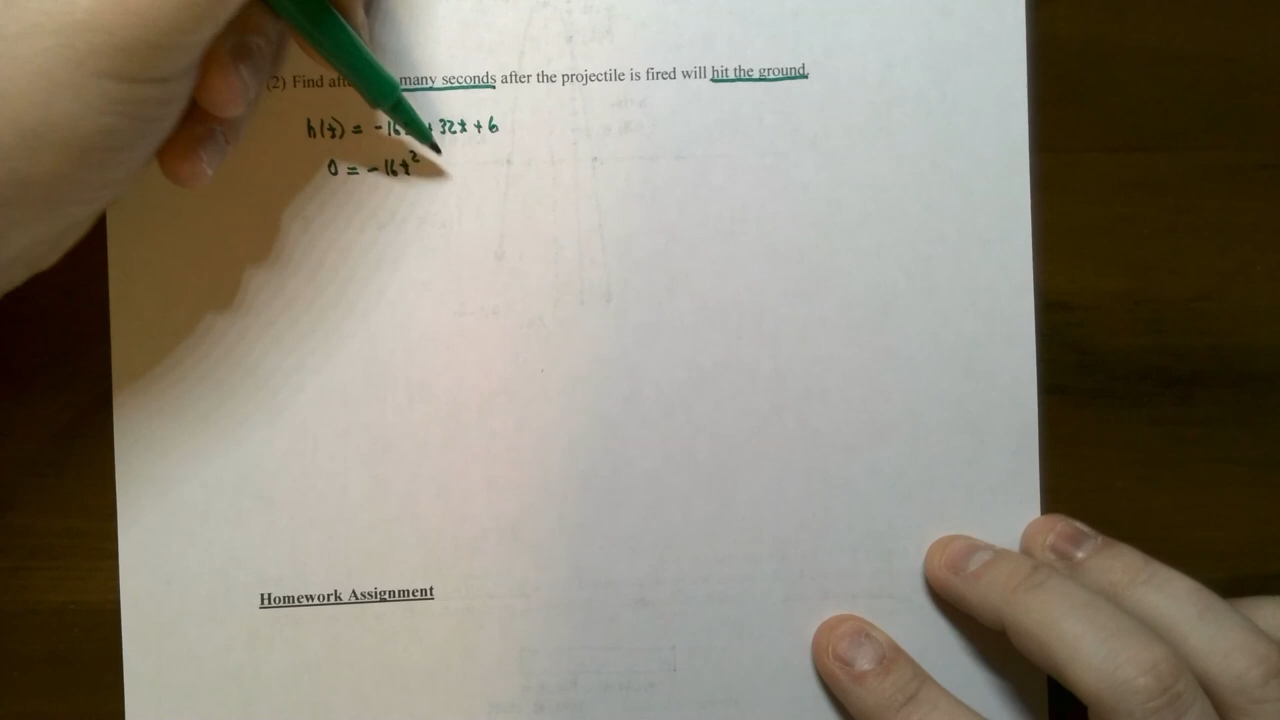 (2) Find many seconds after the projectile is fired will hit the ground.
h(t) = -16 + 32t + 6
0 = -16t²
Homework Assignment